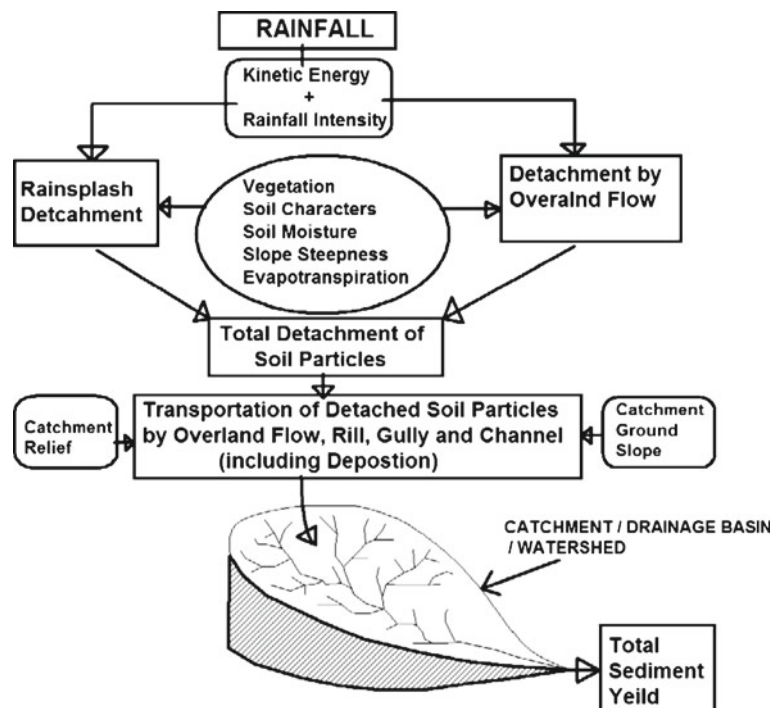 RAINFALL
Kinetic Energy
+
Rainfall Intensity
Rainsplash
Detcahment
Vegetation
Soil Characters
Soil Moisture
Slope Steepness
Evapotranspiration
Detachment by
Overalnd Flow
Total Detachment of
Soil Particles
Catchment
Relief
Transportation of Detached Soil Particles
by Overland Flow, Rill, Gully and Channel
(including Depostion)
Catchment
Ground
Slope
CATCHMENT / DRAINAGE BASIN
/ WATERSHED
Total
Sediment
Yeild